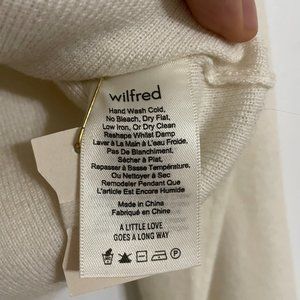 wilfred
Hand Wash Cold,
No Bleach, Dry Flat,
Low Iron, Or Dry Clean
Reshape Whilst Damp
Laver à La Main à L'eau Froide,
Pas De Blanchiment,
Sécher à Plat,
Repasser à Basse Température,
Ou Nettoyer à Sec
Remodeler Pendant Que
L'article Est Encore Humide
Made in China
Fabriqué en Chine
A LITTLE LOVE
GOES A LONG WAY